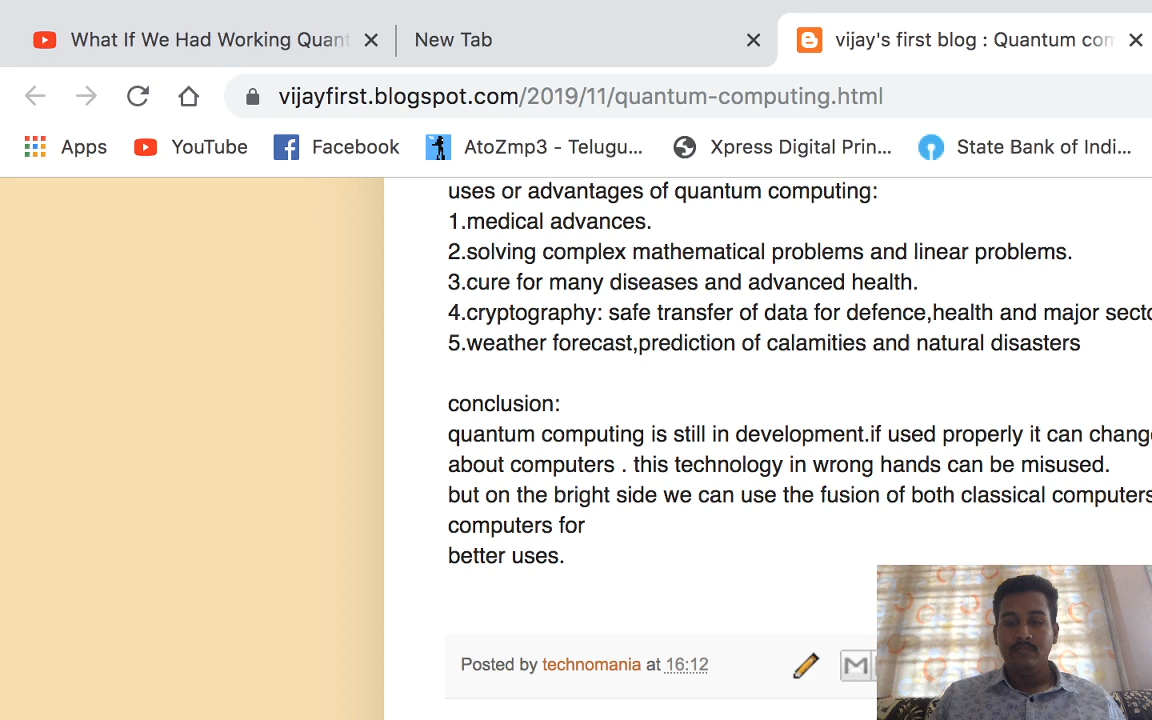 What If We Had Working Quant
New Tab
vijay's first blog : Quantum com
vijayfirst.blogspot.com/2019/11/quantum-computing.html
Apps
YouTube
Facebook
AtoZmp3 - Telugu...
Xpress Digital Prin...
State Bank of Indi...
uses or advantages of quantum computing:
1.medical advances.
2.solving complex mathematical problems and linear problems.
3.cure for many diseases and advanced health.
4.cryptography: safe transfer of data for defence,health and major secto
5.weather forecast,prediction of calamities and natural disasters
conclusion:
quantum computing is still in development.if used properly it can change
about computers . this technology in wrong hands can be misused.
but on the bright side we can use the fusion of both classical computers
computers for
better uses.
Posted by technomania at 16:12